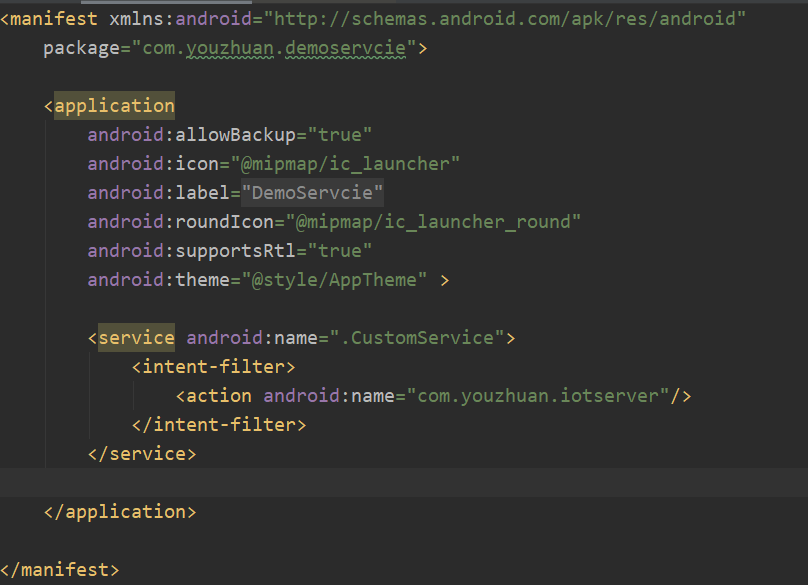 <manifest xmlns:android="http://schemas.android.com/apk/res/android"
    package="com.youzhuan.demoservcie">
    <application
        android:allowBackup="true"
        android:icon="@mipmap/ic_launcher"
        android:label="DemoServcie"
        android:roundIcon="@mipmap/ic_launcher_round"
        android:supportsRtl="true"
        android:theme="@style/AppTheme" >
        <service android:name=".CustomService">
            <intent-filter>
                <action android:name="com.youzhuan.iotserver"/>
            </intent-filter>
        </service>
    </application>
</manifest>